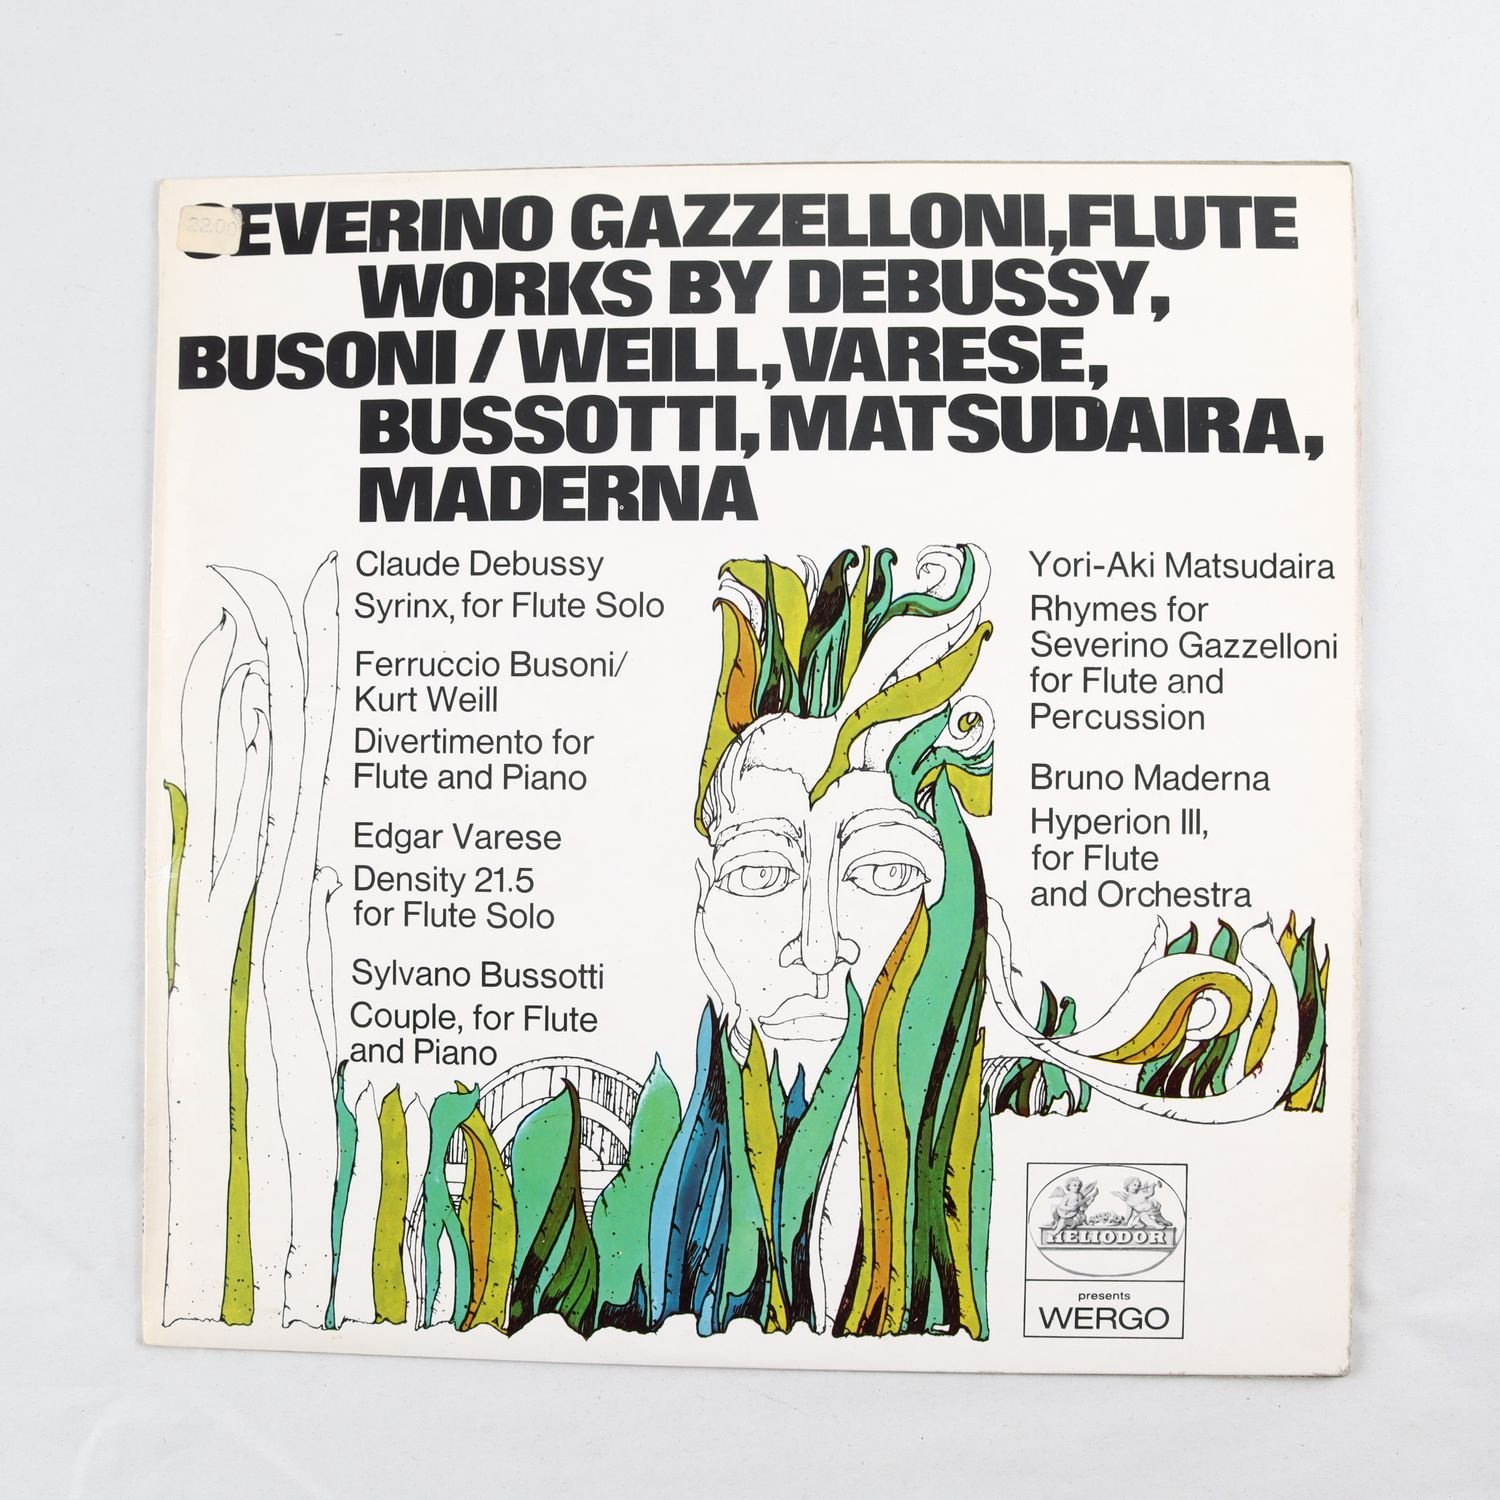 22.00
SEVERINO GAZZELLONI, FLUTE
WORKS BY DEBUSSY,
BUSONI / WEILL, VARESE,
BUSSOTTI, MATSUDAIRA,
MADERNA
Claude Debussy
Syrinx, for Flute Solo
Ferruccio Busoni/
Kurt Weill
Divertimento for
Flute and Piano
Edgar Varese
Density 21.5
for Flute Solo
Sylvano Bussotti
Couple, for Flute
and Piano
Yori-Aki Matsudaira
Rhymes for
Severino Gazzelloni
for Flute and
Percussion
Bruno Maderna
Hyperion III,
for Flute
and Orchestra
HELIODOR
presents
WERGO